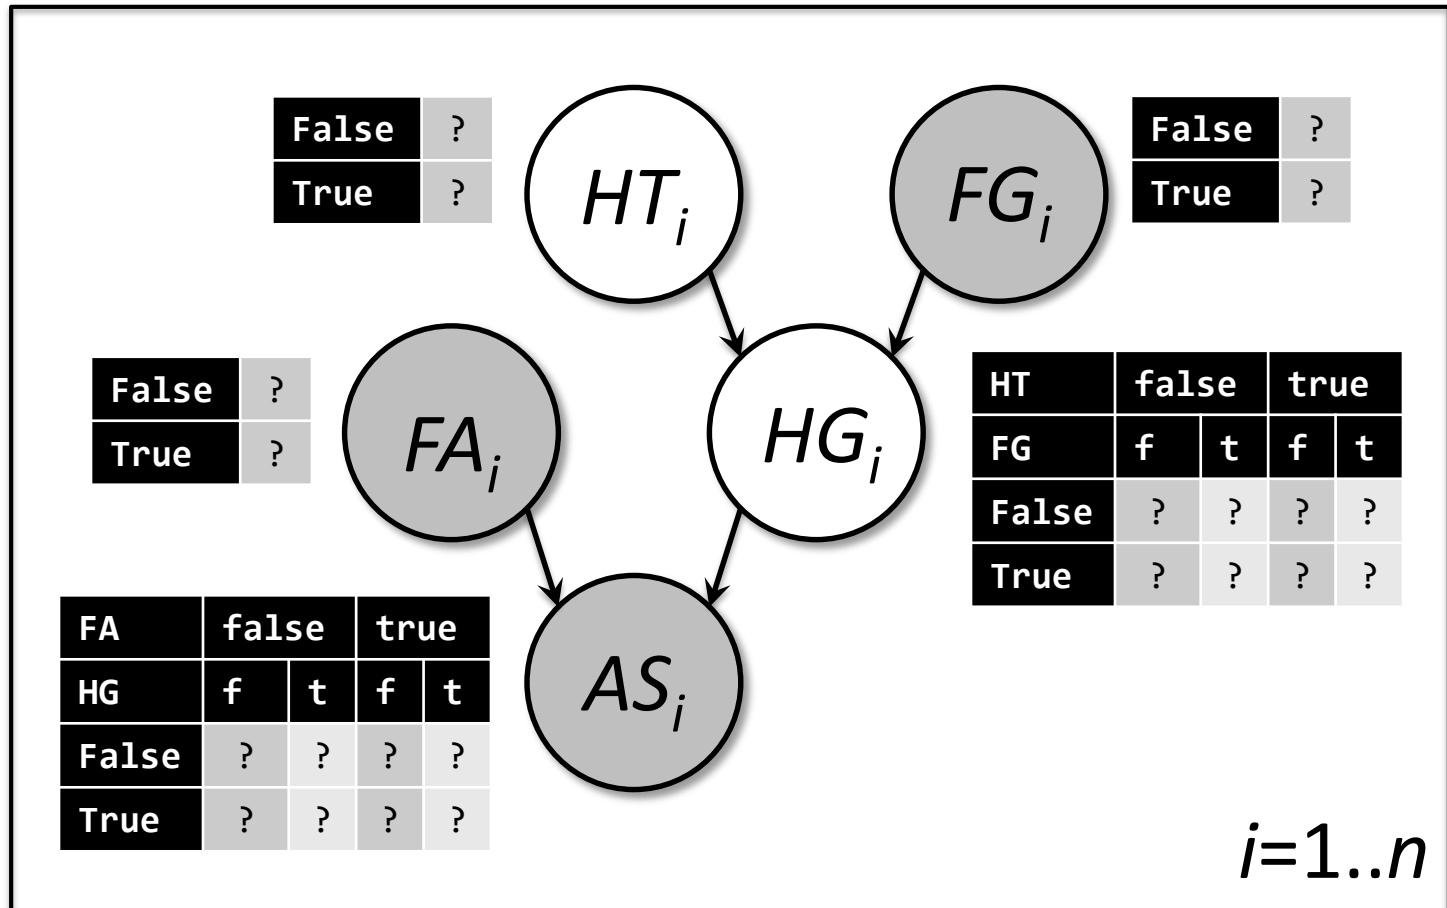 False ?
True ?
HTi
FGi
False ?
True ?
False ?
True ?
FAi
HGi
HT false true
FG f t f t
False ? ? ? ?
True ? ? ? ?
FA false true
HG f t f t
False ? ? ? ?
True ? ? ? ?
ASi
i=1..n